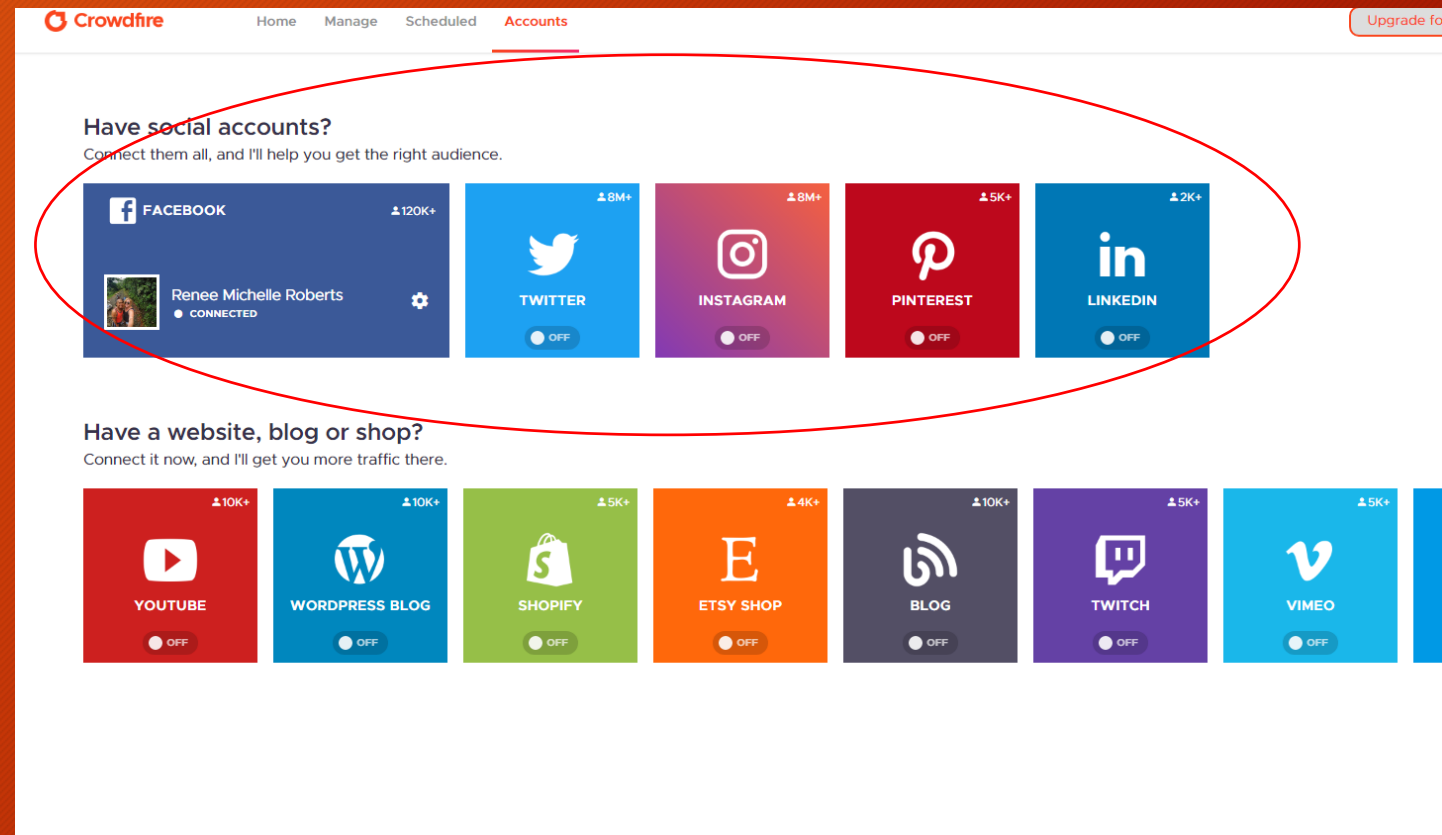 Crowdfire
Home Manage Scheduled Accounts
Upgrade fo
Have social accounts?
Connect them all, and I'll help you get the right audience.
FACEBOOK 120K+
Renee Michelle Roberts
CONNECTED
8M+
TWITTER
OFF
8M+
INSTAGRAM
OFF
5K+
PINTEREST
OFF
2K+
LINKEDIN
OFF
Have a website, blog or shop?
Connect it now, and I'll get you more traffic there.
10K+
YOUTUBE
OFF
10K+
WORDPRESS BLOG
OFF
5K+
SHOPIFY
OFF
4K+
ETSY SHOP
OFF
10K+
BLOG
OFF
5K+
TWITCH
OFF
5K+
VIMEO
OFF